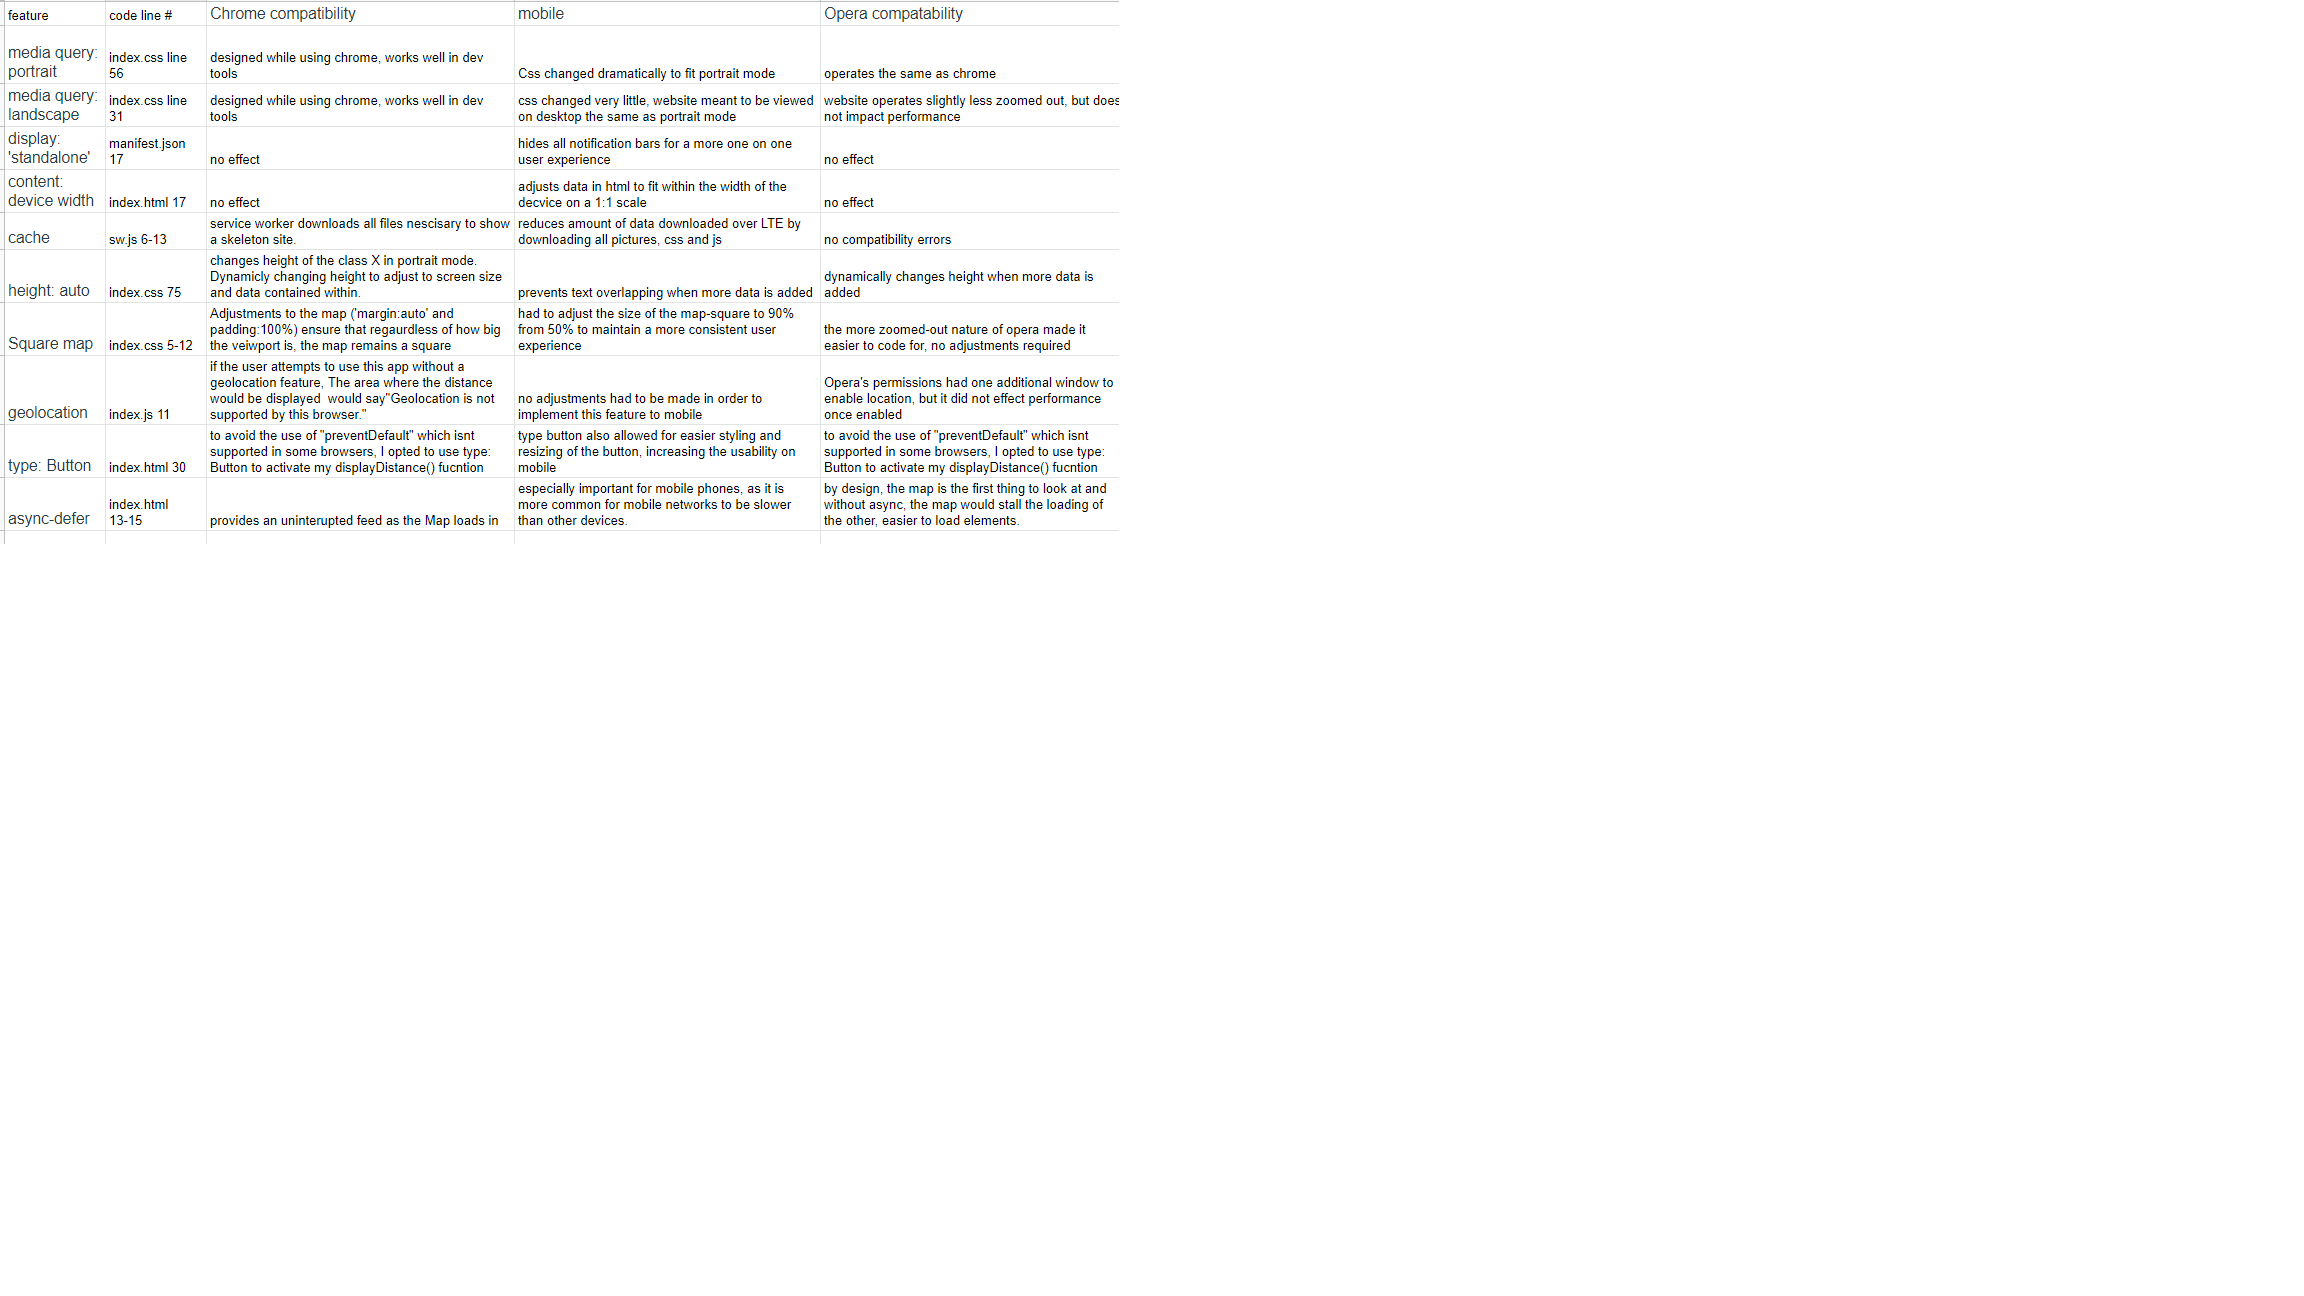 feature code line # Chrome compatibility mobile Opera compatability
media query: portrait
index.css line 56
designed while using chrome, works well in dev tools
Css changed dramatically to fit portrait mode
operates the same as chrome
media query: landscape
index.css line 31
designed while using chrome, works well in dev tools
css changed very little, website meant to be viewed on desktop the same as portrait mode
website operates slightly less zoomed out, but does not impact performance
display: 'standalone'
manifest.json 17
no effect
hides all notification bars for a more one on one user experience
no effect
content: device width
index.html 17
no effect
adjusts data in html to fit within the width of the decvice on a 1:1 scale
no effect
cache
sw.js 6-13
service worker downloads all files nescisary to show a skeleton site.
reduces amount of data downloaded over LTE by downloading all pictures, css and js
no compatibility errors
height: auto
index.css 75
changes height of the class X in portrait mode. Dynamicly changing height to adjust to screen size and data contained within.
prevents text overlapping when more data is added
dynamically changes height when more data is added
Square map
index.css 5-12
Adjustments to the map ('margin:auto' and padding:100%) ensure that regaurdless of how big the veiwport is, the map remains a square
had to adjust the size of the map-square to 90% from 50% to maintain a more consistent user experience
the more zoomed-out nature of opera made it easier to code for, no adjustments required
geolocation
index.js 11
if the user attempts to use this app without a geolocation feature, The area where the distance would be displayed  would say"Geolocation is not supported by this browser."
no adjustments had to be made in order to implement this feature to mobile
Opera's permissions had one additional window to enable location, but it did not effect performance once enabled
type: Button
index.html 30
to avoid the use of "preventDefault" which isnt supported in some browsers, I opted to use type: Button to activate my displayDistance() fucntion
type button also allowed for easier styling and resizing of the button, increasing the usability on mobile
to avoid the use of "preventDefault" which isnt supported in some browsers, I opted to use type: Button to activate my displayDistance() fucntion
async-defer
index.html 13-15
provides an uninterupted feed as the Map loads in
especially important for mobile phones, as it is more common for mobile networks to be slower than other devices.
by design, the map is the first thing to look at and without async, the map would stall the loading of the other, easier to load elements.